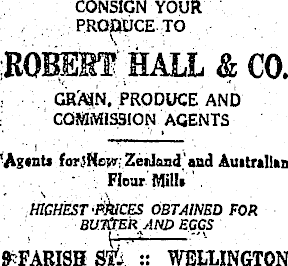 CONSIGN YOUR
PRODUCE TO
ROBERT HALL & CO.
GRAIN, PRODUCE AND
COMMISSION AGENTS
Agents for New Zealand and Australian
Flour Mills
HIGHEST PRICES OBTAINED FOR
BUTTER AND EGGS
9 FARISH ST. :: WELLINGTON